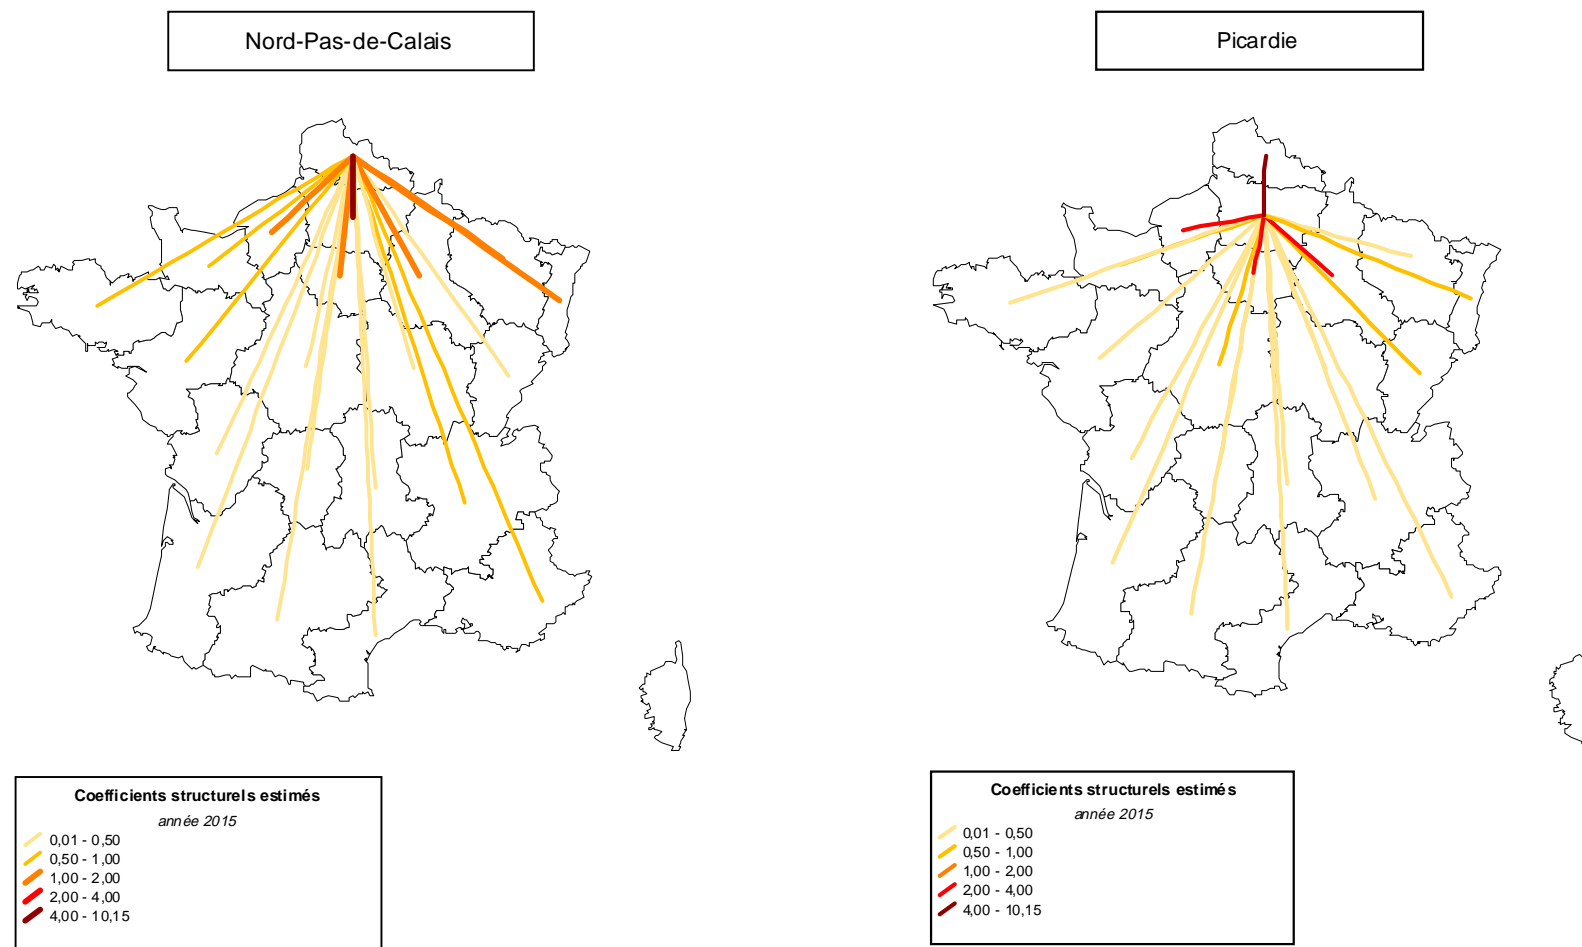 Nord-Pas-de-Calais
Picardie
Coefficients structurels estimés
année 2015
0,01 - 0,50
0,50 - 1,00
1,00 - 2,00
2,00 - 4,00
4,00 - 10,15
Coefficients structurels estimés
année 2015
0,01 - 0,50
0,50 - 1,00
1,00 - 2,00
2,00 - 4,00
4,00 - 10,15